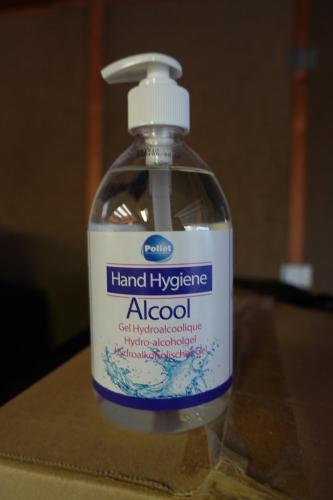 Pollet
Hand Hygiene
Alcool
Gel Hydroalcoolique
Hydro-alcoholgel
Hydroalkoholisches Gel